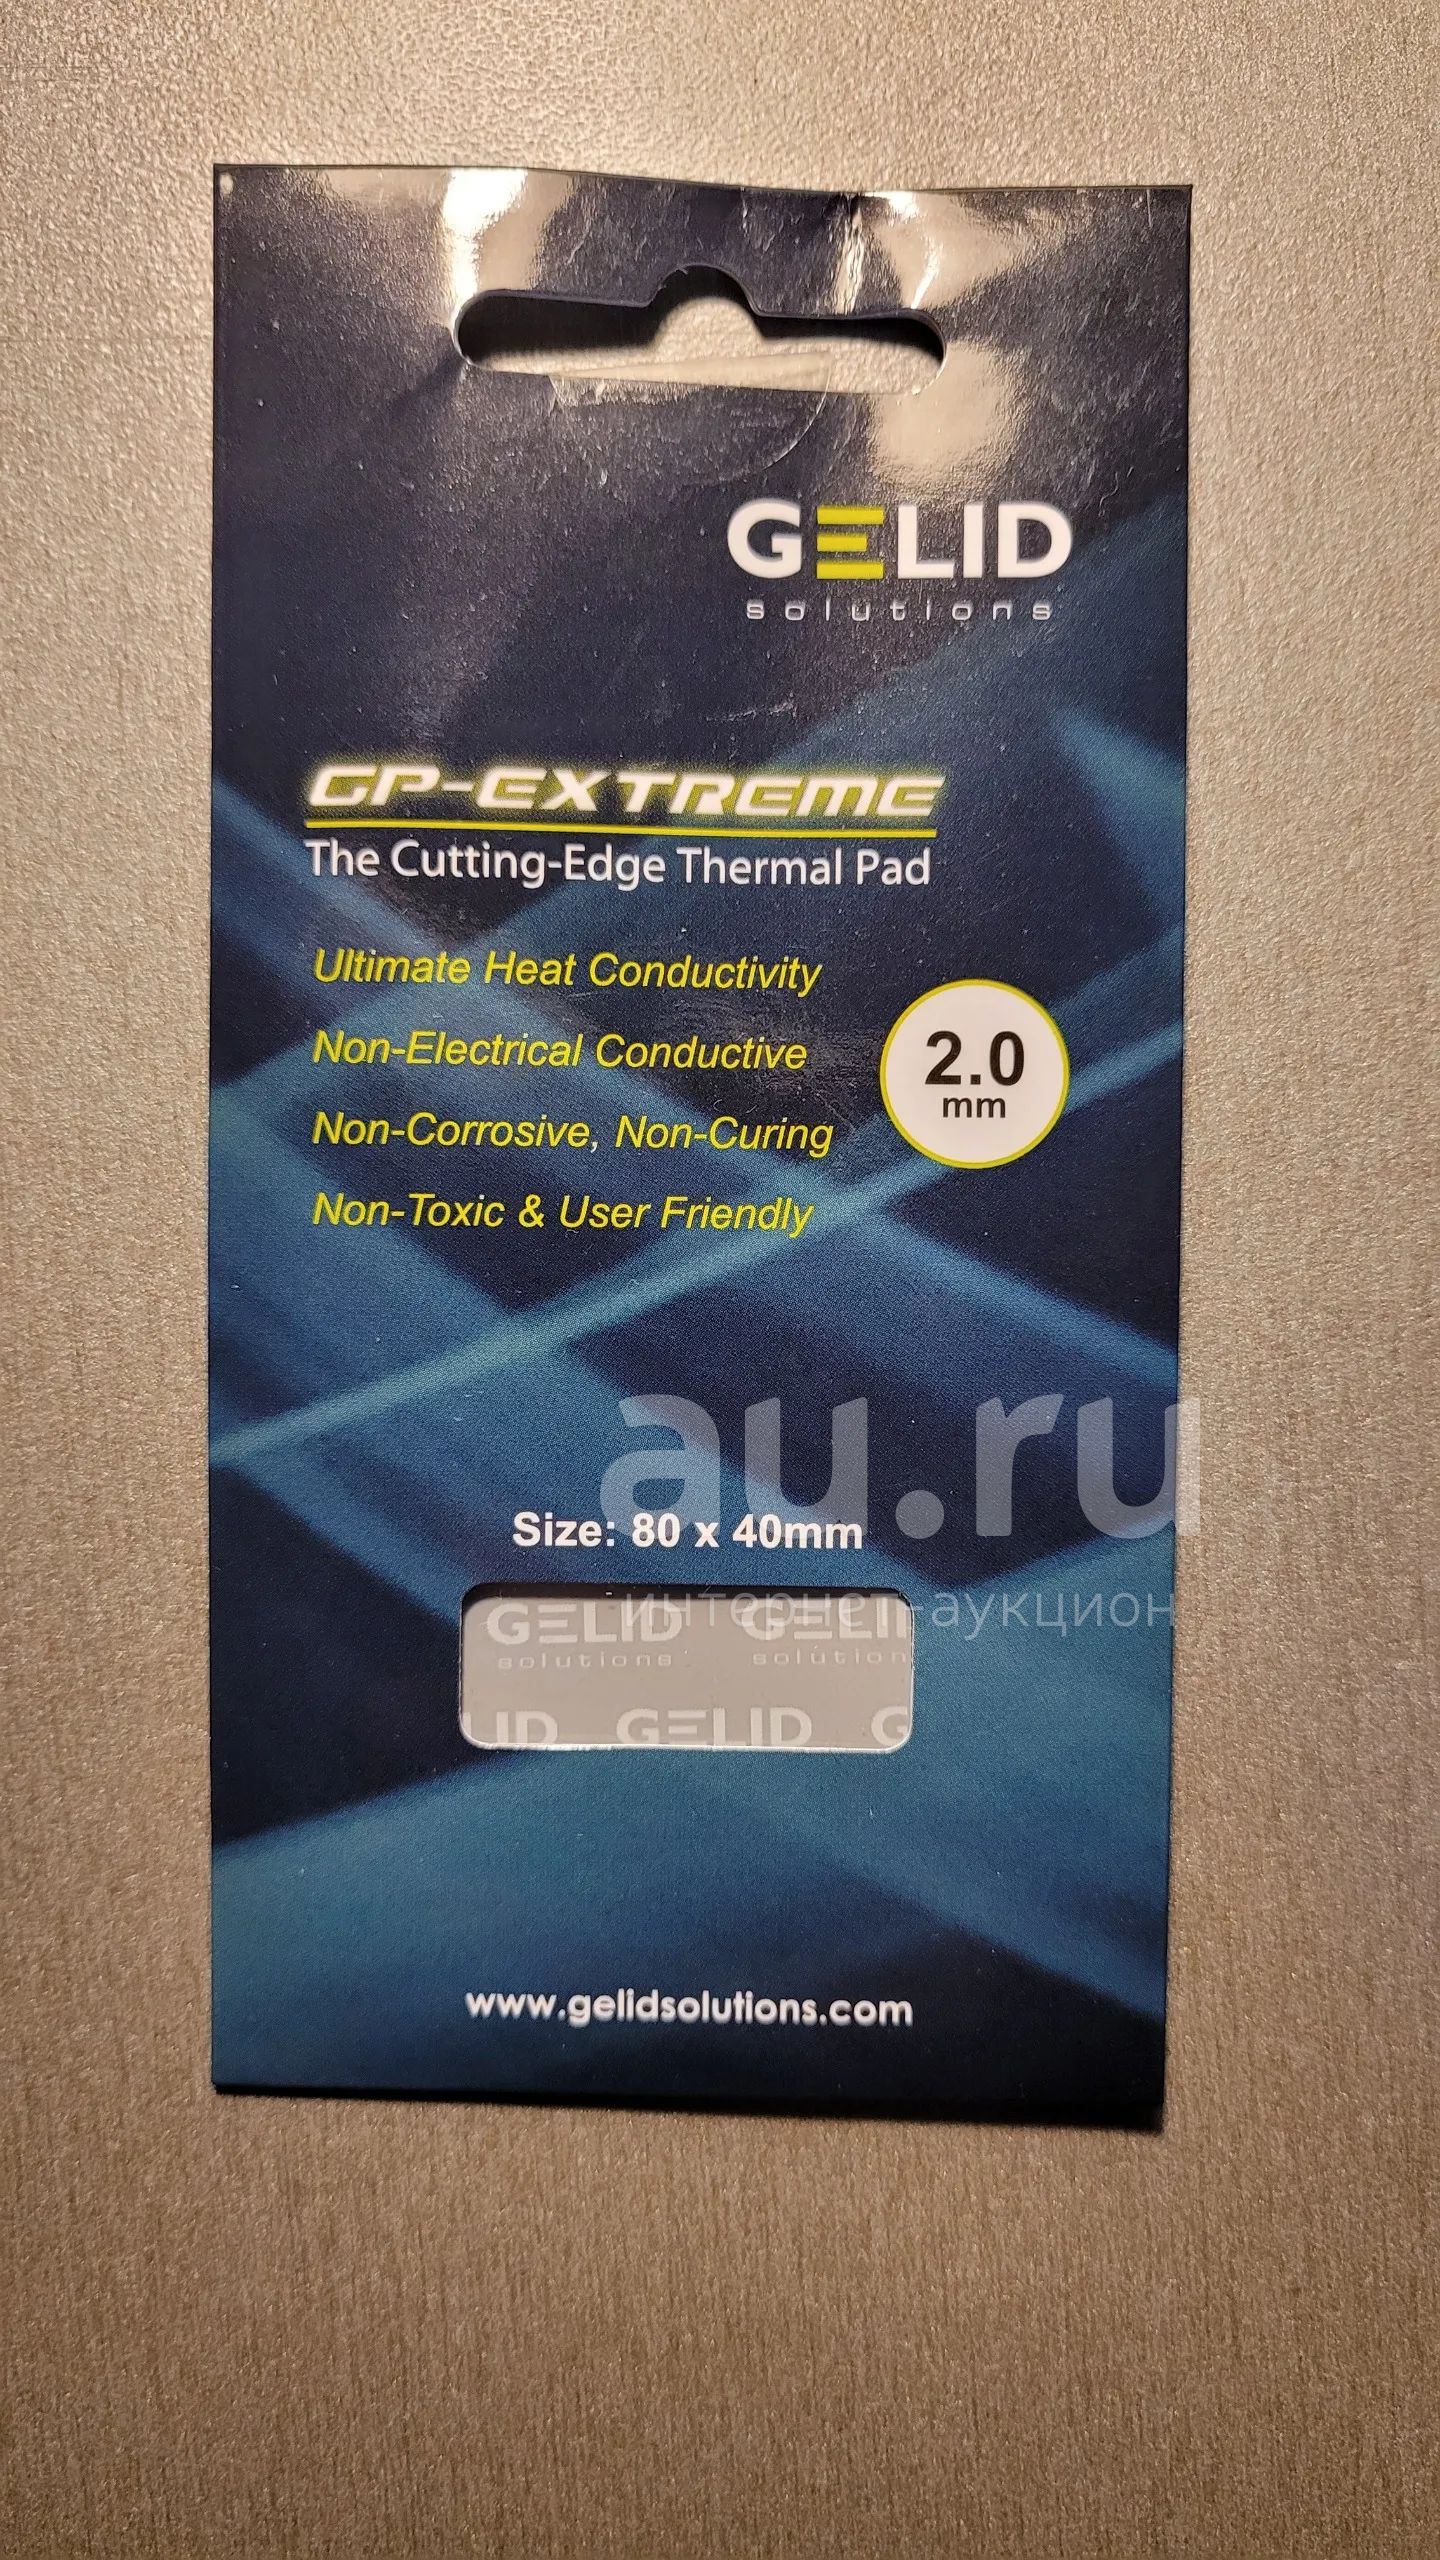 GELID
solutions
GP-EXTREME
The Cutting-Edge Thermal Pad
Ultimate Heat Conductivity
Non-Electrical Conductive
Non-Corrosive, Non-Curing
Non-Toxic & User Friendly
2.0
mm
au.ru
интернет-аукцион
Size: 80 x 40mm
GELID GELI
solutions solution
LID GELID G
www.gelidsolutions.com